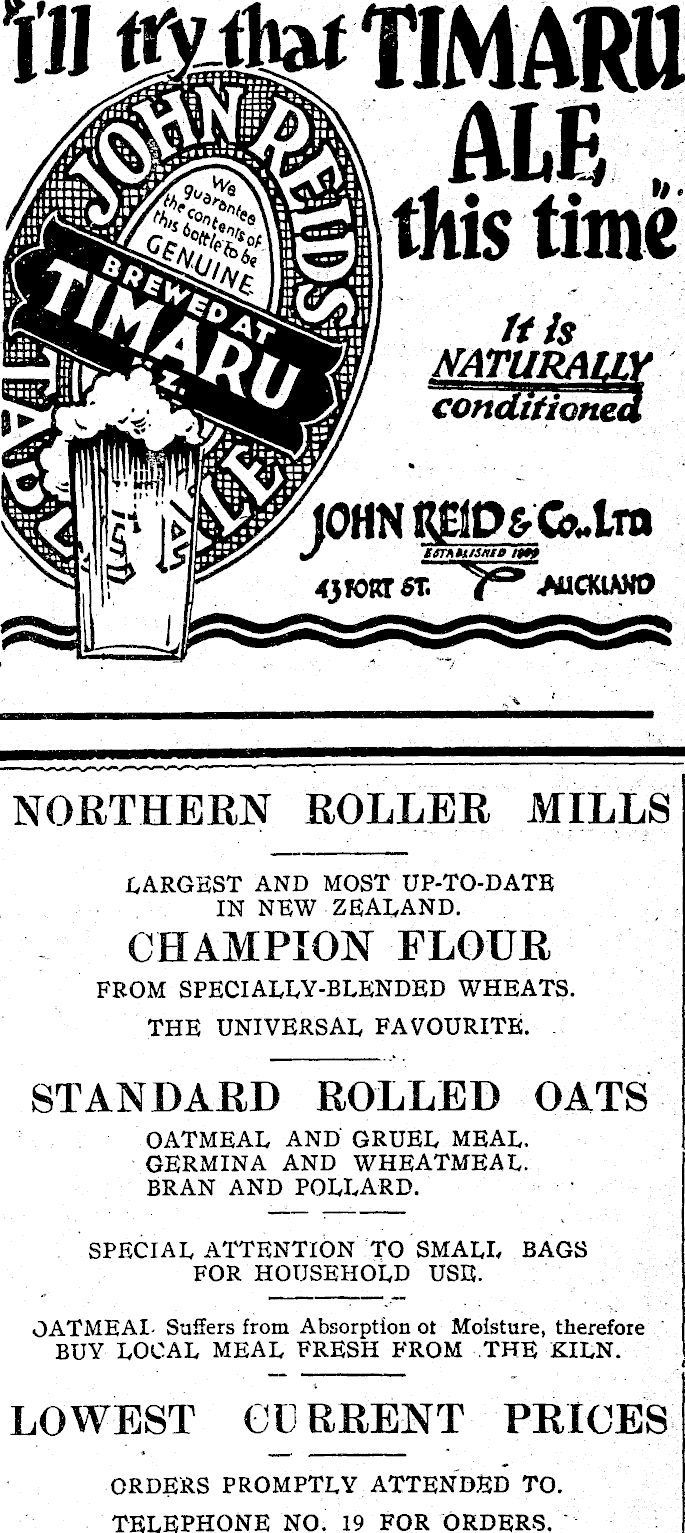 "I'll try that TIMARU
ALE
this time"
JOHN REIDS
We
guarantee
the contents of
this bottle to be
GENUINE
BREWED AT
TIMARU
N.Z.
TABLE ALE
It is
NATURALLY
conditioned
JOHN REID & Co., LTD
ESTABLISHED
43 FORT ST. AUCKLAND
NORTHERN ROLLER MILLS
LARGEST AND MOST UP-TO-DATE
IN NEW ZEALAND.
CHAMPION FLOUR
FROM SPECIALLY-BLENDED WHEATS.
THE UNIVERSAL FAVOURITE.
STANDARD ROLLED OATS
OATMEAL AND GRUEL MEAL.
GERMINA AND WHEATMEAL.
BRAN AND POLLARD.
SPECIAL ATTENTION TO SMALL BAGS
FOR HOUSEHOLD USE.
OATMEAL Suffers from Absorption of Moisture, therefore
BUY LOCAL MEAL FRESH FROM THE KILN.
LOWEST CURRENT PRICES
ORDERS PROMPTLY ATTENDED TO.
TELEPHONE NO. 19 FOR ORDERS.